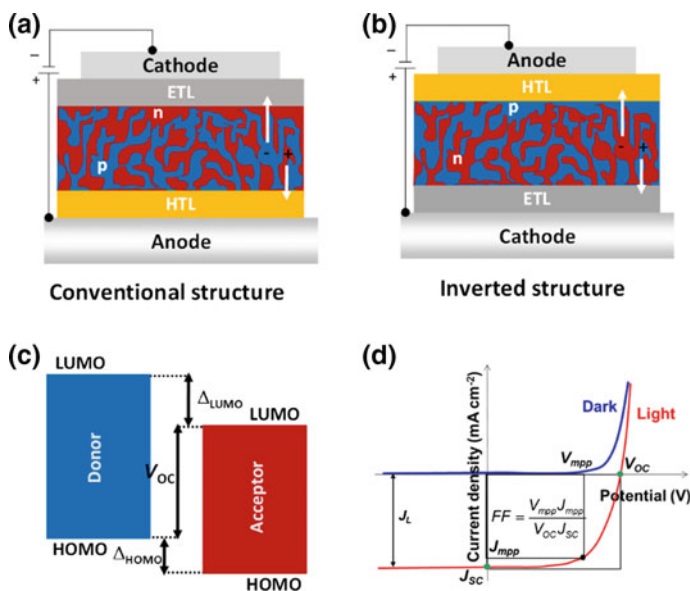 (a)
−
+
Cathode
ETL
n
-
+
p
HTL
Anode
Conventional structure
(b)
−
+
Anode
HTL
p
-
+
n
ETL
Cathode
Inverted structure
(c)
LUMO
ΔLUMO
LUMO
Donor
VOC
Acceptor
HOMO
ΔHOMO
HOMO
(d)
Current density (mA cm-2)
Dark
Light
Vmpp
VOC
Potential (V)
JL
FF = VmppJmpp / VOCJSC
Jmpp
JSC